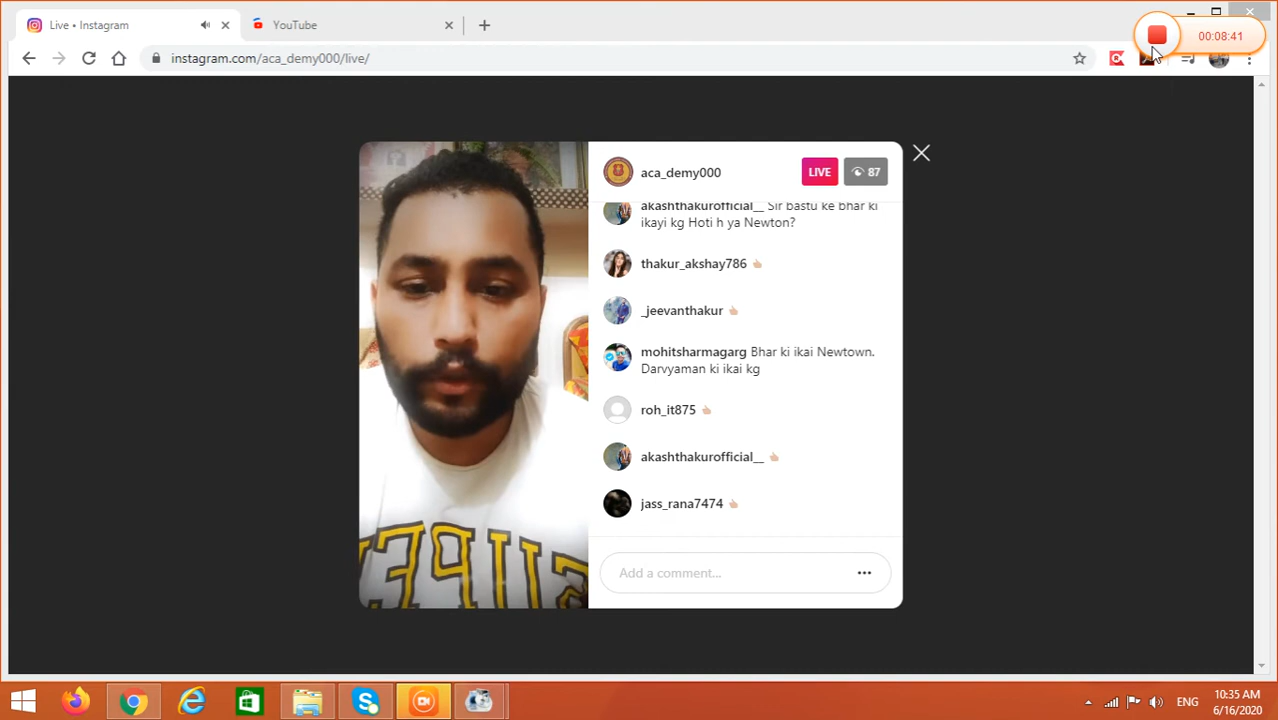 Live • Instagram
YouTube
00:08:41
instagram.com/aca_demy000/live/
aca_demy000
LIVE
87
akashthakurofficial__ Sir bastu ke bhar ki
ikayi kg Hoti h ya Newton?
thakur_akshay786
_jeevanthakur
mohitsharmagarg Bhar ki ikai Newtown.
Darvyaman ki ikai kg
roh_it875
akashthakurofficial__
jass_rana7474
Add a comment...
ENG
10:35 AM
6/16/2020